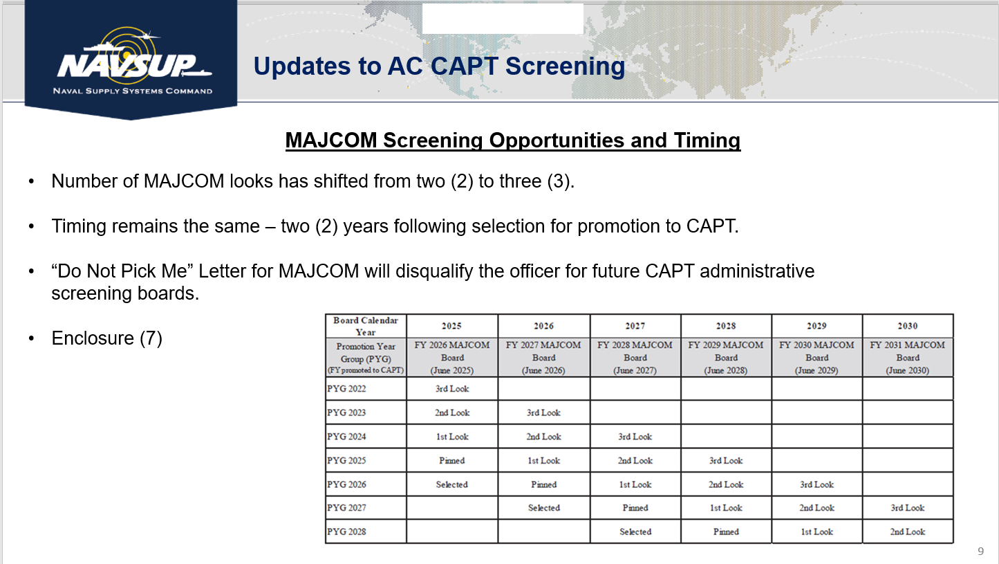 NAVSUP
NAVAL SUPPLY SYSTEMS COMMAND
Updates to AC CAPT Screening
MAJCOM Screening Opportunities and Timing
• Number of MAJCOM looks has shifted from two (2) to three (3).
• Timing remains the same – two (2) years following selection for promotion to CAPT.
• “Do Not Pick Me” Letter for MAJCOM will disqualify the officer for future CAPT administrative
screening boards.
• Enclosure (7)
Board Calendar
Year
2025 2026 2027 2028 2029 2030
Promotion Year
Group (PYG)
(FY promoted to CAPT)
FY 2026 MAJCOM
Board
(June 2025)
FY 2027 MAJCOM
Board
(June 2026)
FY 2028 MAJCOM
Board
(June 2027)
FY 2029 MAJCOM
Board
(June 2028)
FY 2030 MAJCOM
Board
(June 2029)
FY 2031 MAJCOM
Board
(June 2030)
PYG 2022 3rd Look
PYG 2023 2nd Look 3rd Look
PYG 2024 1st Look 2nd Look 3rd Look
PYG 2025 Pinned 1st Look 2nd Look 3rd Look
PYG 2026 Selected Pinned 1st Look 2nd Look 3rd Look
PYG 2027 Selected Pinned 1st Look 2nd Look 3rd Look
PYG 2028 Selected Pinned 1st Look 2nd Look
9